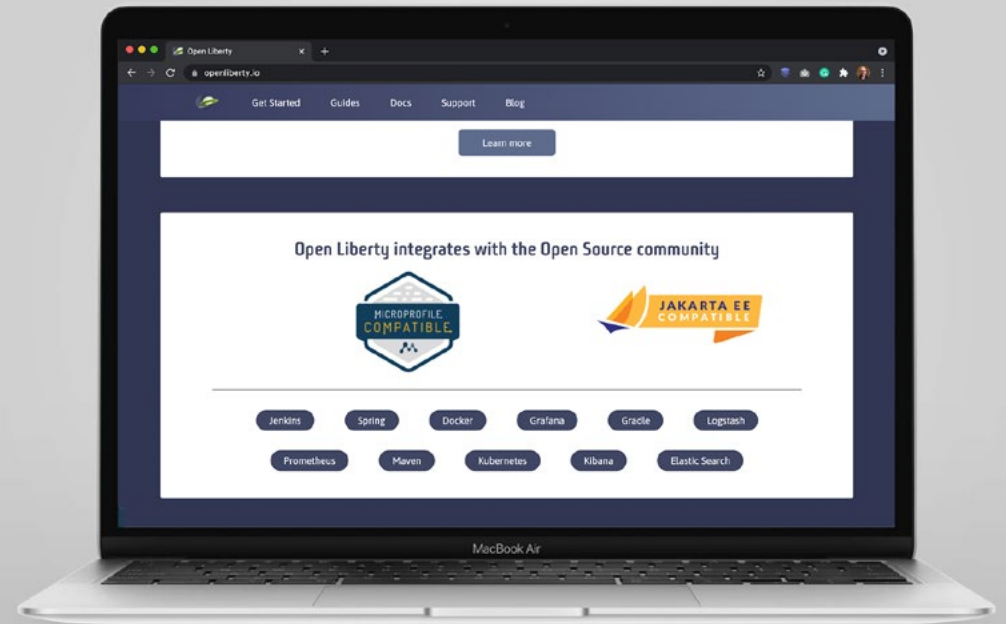 Open Liberty
openliberty.io
Get Started Guides Docs Support Blog
Learn more
Open Liberty integrates with the Open Source community
MICROPROFILE
COMPATIBLE
JAKARTA EE
COMPATIBLE
Jenkins Spring Docker Grafana Gradle Logstash
Prometheus Maven Kubernetes Kibana Elastic Search
MacBook Air